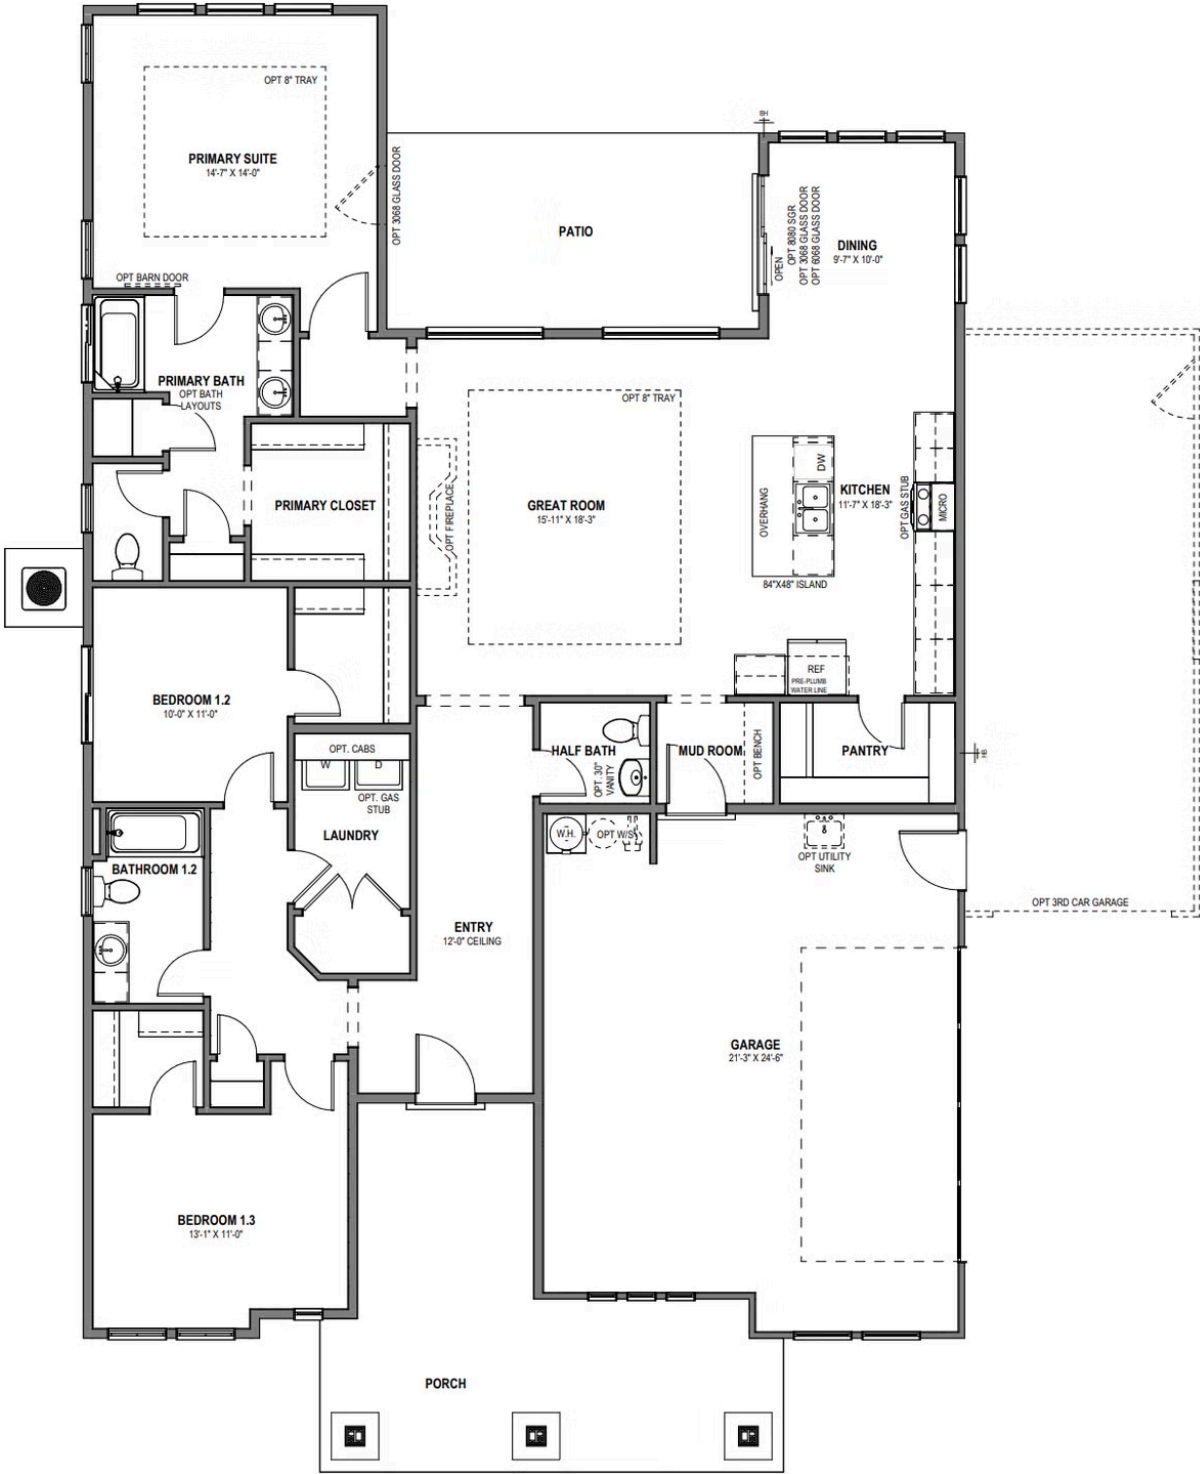 OPT 8" TRAY
PRIMARY SUITE
14'-7" X 14'-0"
OPT BARN DOOR
OPT 3068 GLASS DOOR
PATIO
OPEN
OPT 8080 SGR
OPT 3068 GLASS DOOR
OPT 6068 GLASS DOOR
DINING
9'-7" X 10'-0"
PRIMARY BATH
OPT BATH
LAYOUTS
OPT 8" TRAY
PRIMARY CLOSET
OPT FIREPLACE
GREAT ROOM
15'-11" X 18'-3"
OVERHANG
DW
KITCHEN
11'-7" X 18'-3"
OPT GAS STUB
MICRO
84"X48" ISLAND
REF
PRE-PLUMB
WATER LINE
BEDROOM 1.2
10'-0" X 11'-0"
OPT. CABS
W
D
OPT. GAS
STUB
LAUNDRY
HALF BATH
OPT. 30"
VANITY
MUD ROOM
OPT BENCH
PANTRY
HB
W.H.
OPT W/S
OPT UTILITY
SINK
BATHROOM 1.2
OPT 3RD CAR GARAGE
ENTRY
12'-0" CEILING
GARAGE
21'-3" X 24'-6"
BEDROOM 1.3
13'-1" X 11'-0"
PORCH